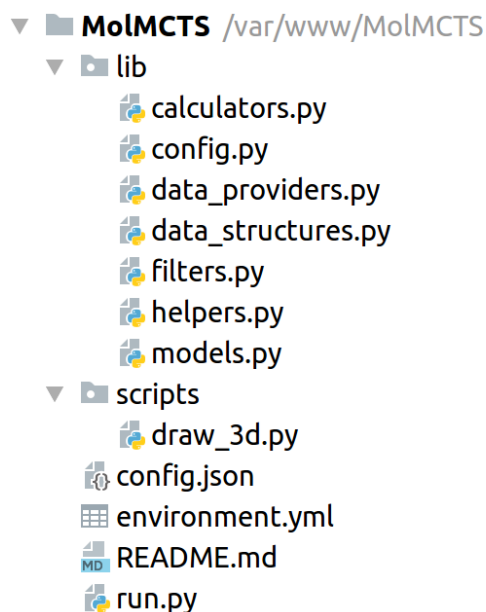 MolMCTS /var/www/MolMCTS
lib
calculators.py
config.py
data_providers.py
data_structures.py
filters.py
helpers.py
models.py
scripts
draw_3d.py
config.json
environment.yml
MD README.md
run.py